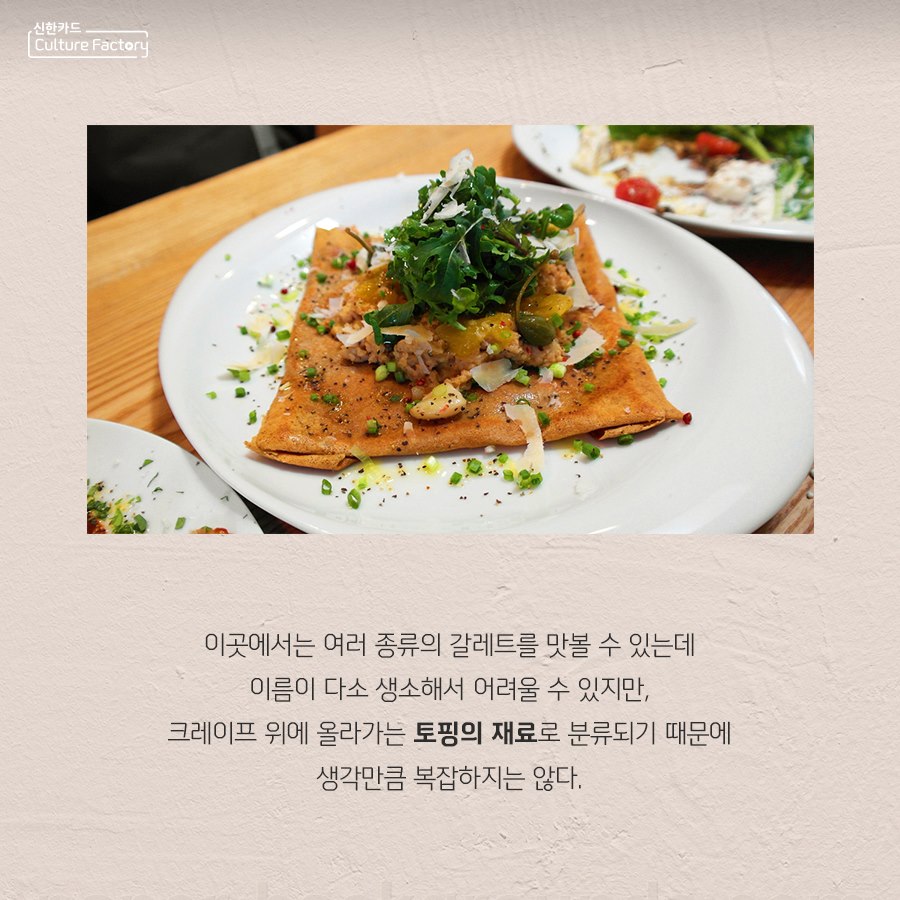 신한카드
Culture Factory
이곳에서는 여러 종류의 갈레트를 맛볼 수 있는데
이름이 다소 생소해서 어려울 수 있지만,
크레이프 위에 올라가는 토핑의 재료로 분류되기 때문에
생각만큼 복잡하지는 않다.